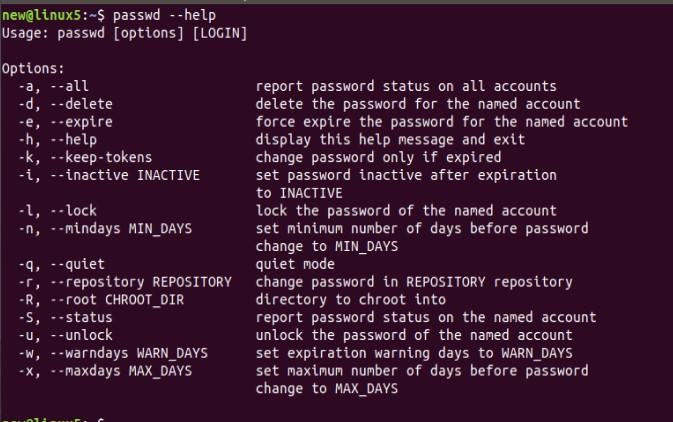 new@linux5:~$ passwd --help
Usage: passwd [options] [LOGIN]

Options:
  -a, --all                     report password status on all accounts
  -d, --delete                  delete the password for the named account
  -e, --expire                  force expire the password for the named account
  -h, --help                    display this help message and exit
  -k, --keep-tokens             change password only if expired
  -i, --inactive INACTIVE       set password inactive after expiration
                                to INACTIVE
  -l, --lock                    lock the password of the named account
  -n, --mindays MIN_DAYS        set minimum number of days before password
                                change to MIN_DAYS
  -q, --quiet                   quiet mode
  -r, --repository REPOSITORY   change password in REPOSITORY repository
  -R, --root CHROOT_DIR         directory to chroot into
  -S, --status                  report password status on the named account
  -u, --unlock                  unlock the password of the named account
  -w, --warndays WARN_DAYS      set expiration warning days to WARN_DAYS
  -x, --maxdays MAX_DAYS        set maximum number of days before password
                                change to MAX_DAYS

new@linux5:~$